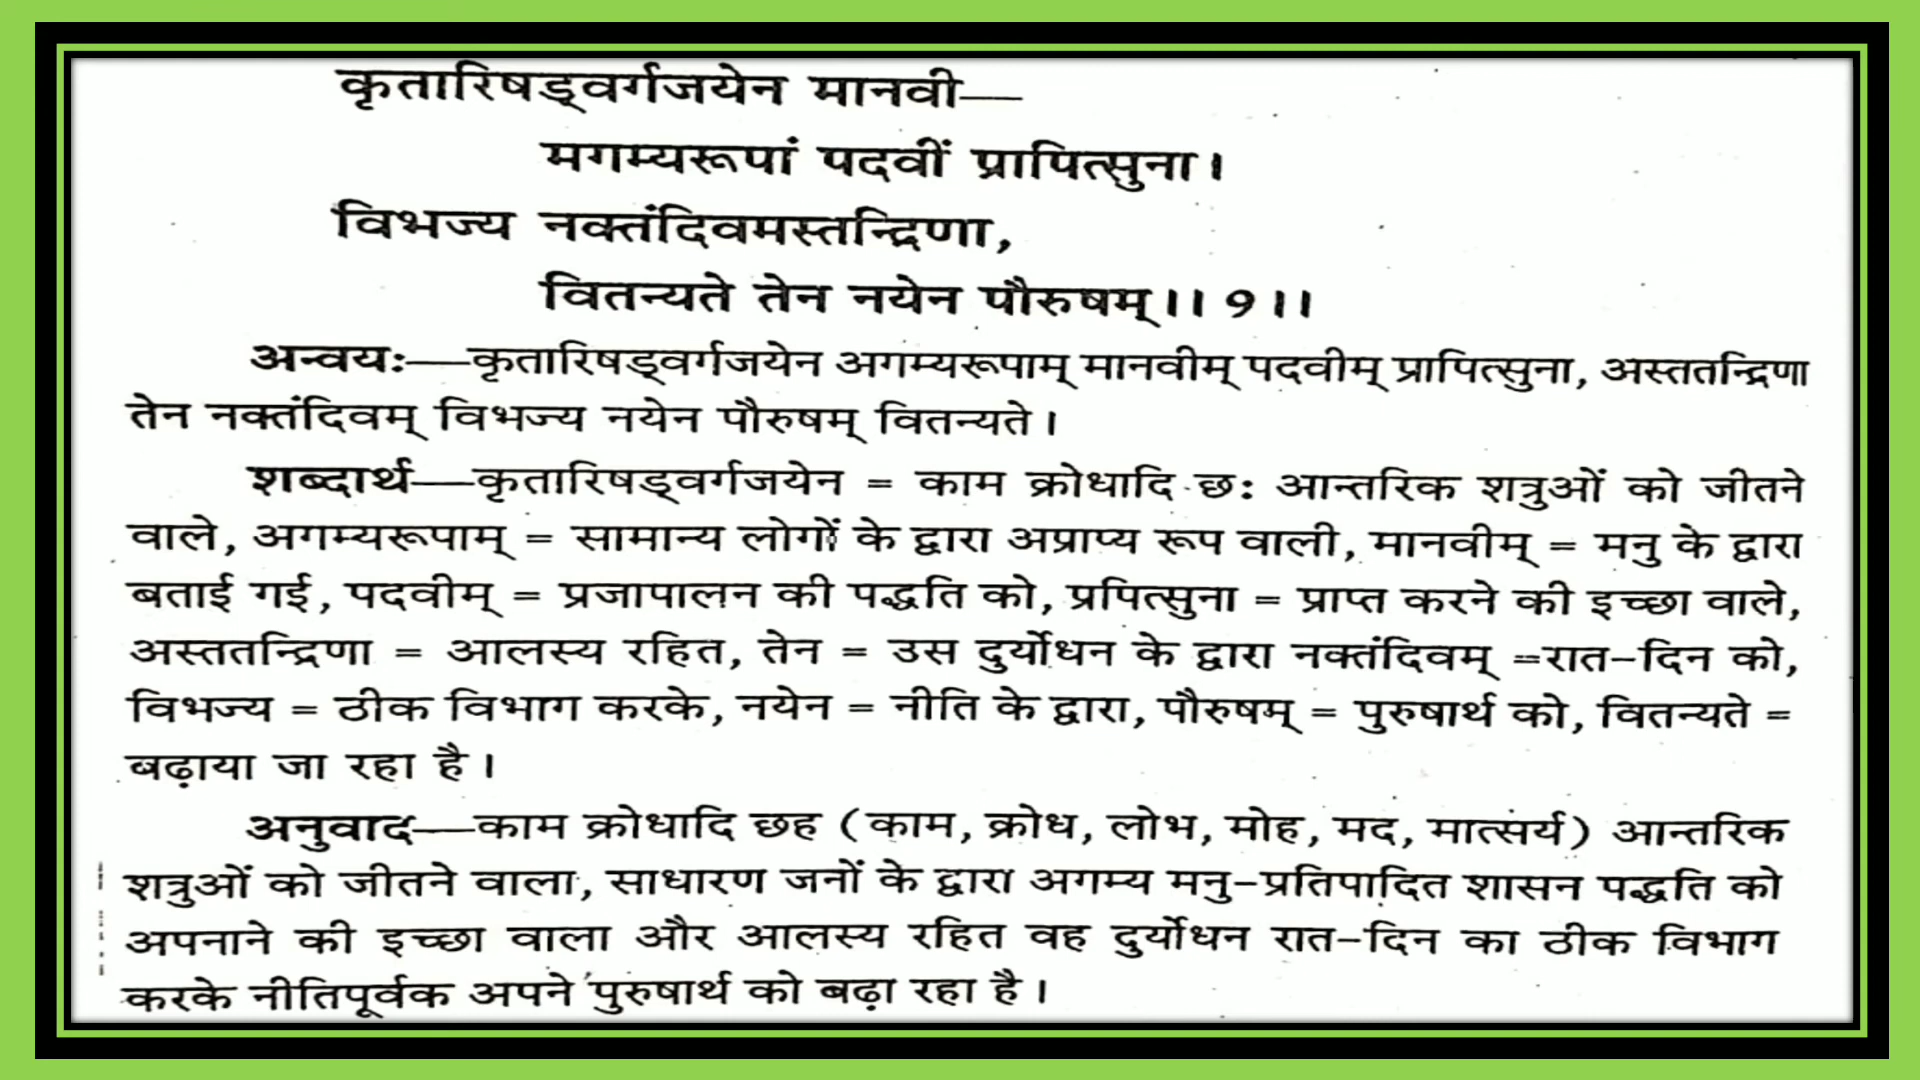 कृतारिषड्वर्गजयेन मानवी—
मगम्यरूपां पदवीं प्रापित्सुना।
विभज्य नक्तंदिवमस्ततन्द्रिणा,
वितन्यते तेन नयेन पौरुषम्।। ९ ।।
अन्वयः—कृतारिषड्वर्गजयेन अगम्यरूपाम् मानवीम् पदवीम् प्रापित्सुना, अस्ततन्द्रिणा
तेन नक्तंदिवम् विभज्य नयेन पौरुषम् वितन्यते।
शब्दार्थ—कृतारिषड्वर्गजयेन = काम क्रोधादि छः आन्तरिक शत्रुओं को जीतने
वाले, अगम्यरूपाम् = सामान्य लोगों के द्वारा अप्राप्य रूप वाली, मानवीम् = मनु के द्वारा
बताई गई, पदवीम् = प्रजापालन की पद्धति को, प्रपित्सुना = प्राप्त करने की इच्छा वाले,
अस्ततन्द्रिणा = आलस्य रहित, तेन = उस दुर्योधन के द्वारा नक्तंदिवम् =रात-दिन को,
विभज्य = ठीक विभाग करके, नयेन = नीति के द्वारा, पौरुषम् = पुरुषार्थ को, वितन्यते =
बढ़ाया जा रहा है।
अनुवाद—काम क्रोधादि छह (काम, क्रोध, लोभ, मोह, मद, मात्सर्य) आन्तरिक
शत्रुओं को जीतने वाला, साधारण जनों के द्वारा अगम्य मनु-प्रतिपादित शासन पद्धति को
अपनाने की इच्छा वाला और आलस्य रहित वह दुर्योधन रात-दिन का ठीक विभाग
करके नीतिपूर्वक अपने पुरुषार्थ को बढ़ा रहा है।